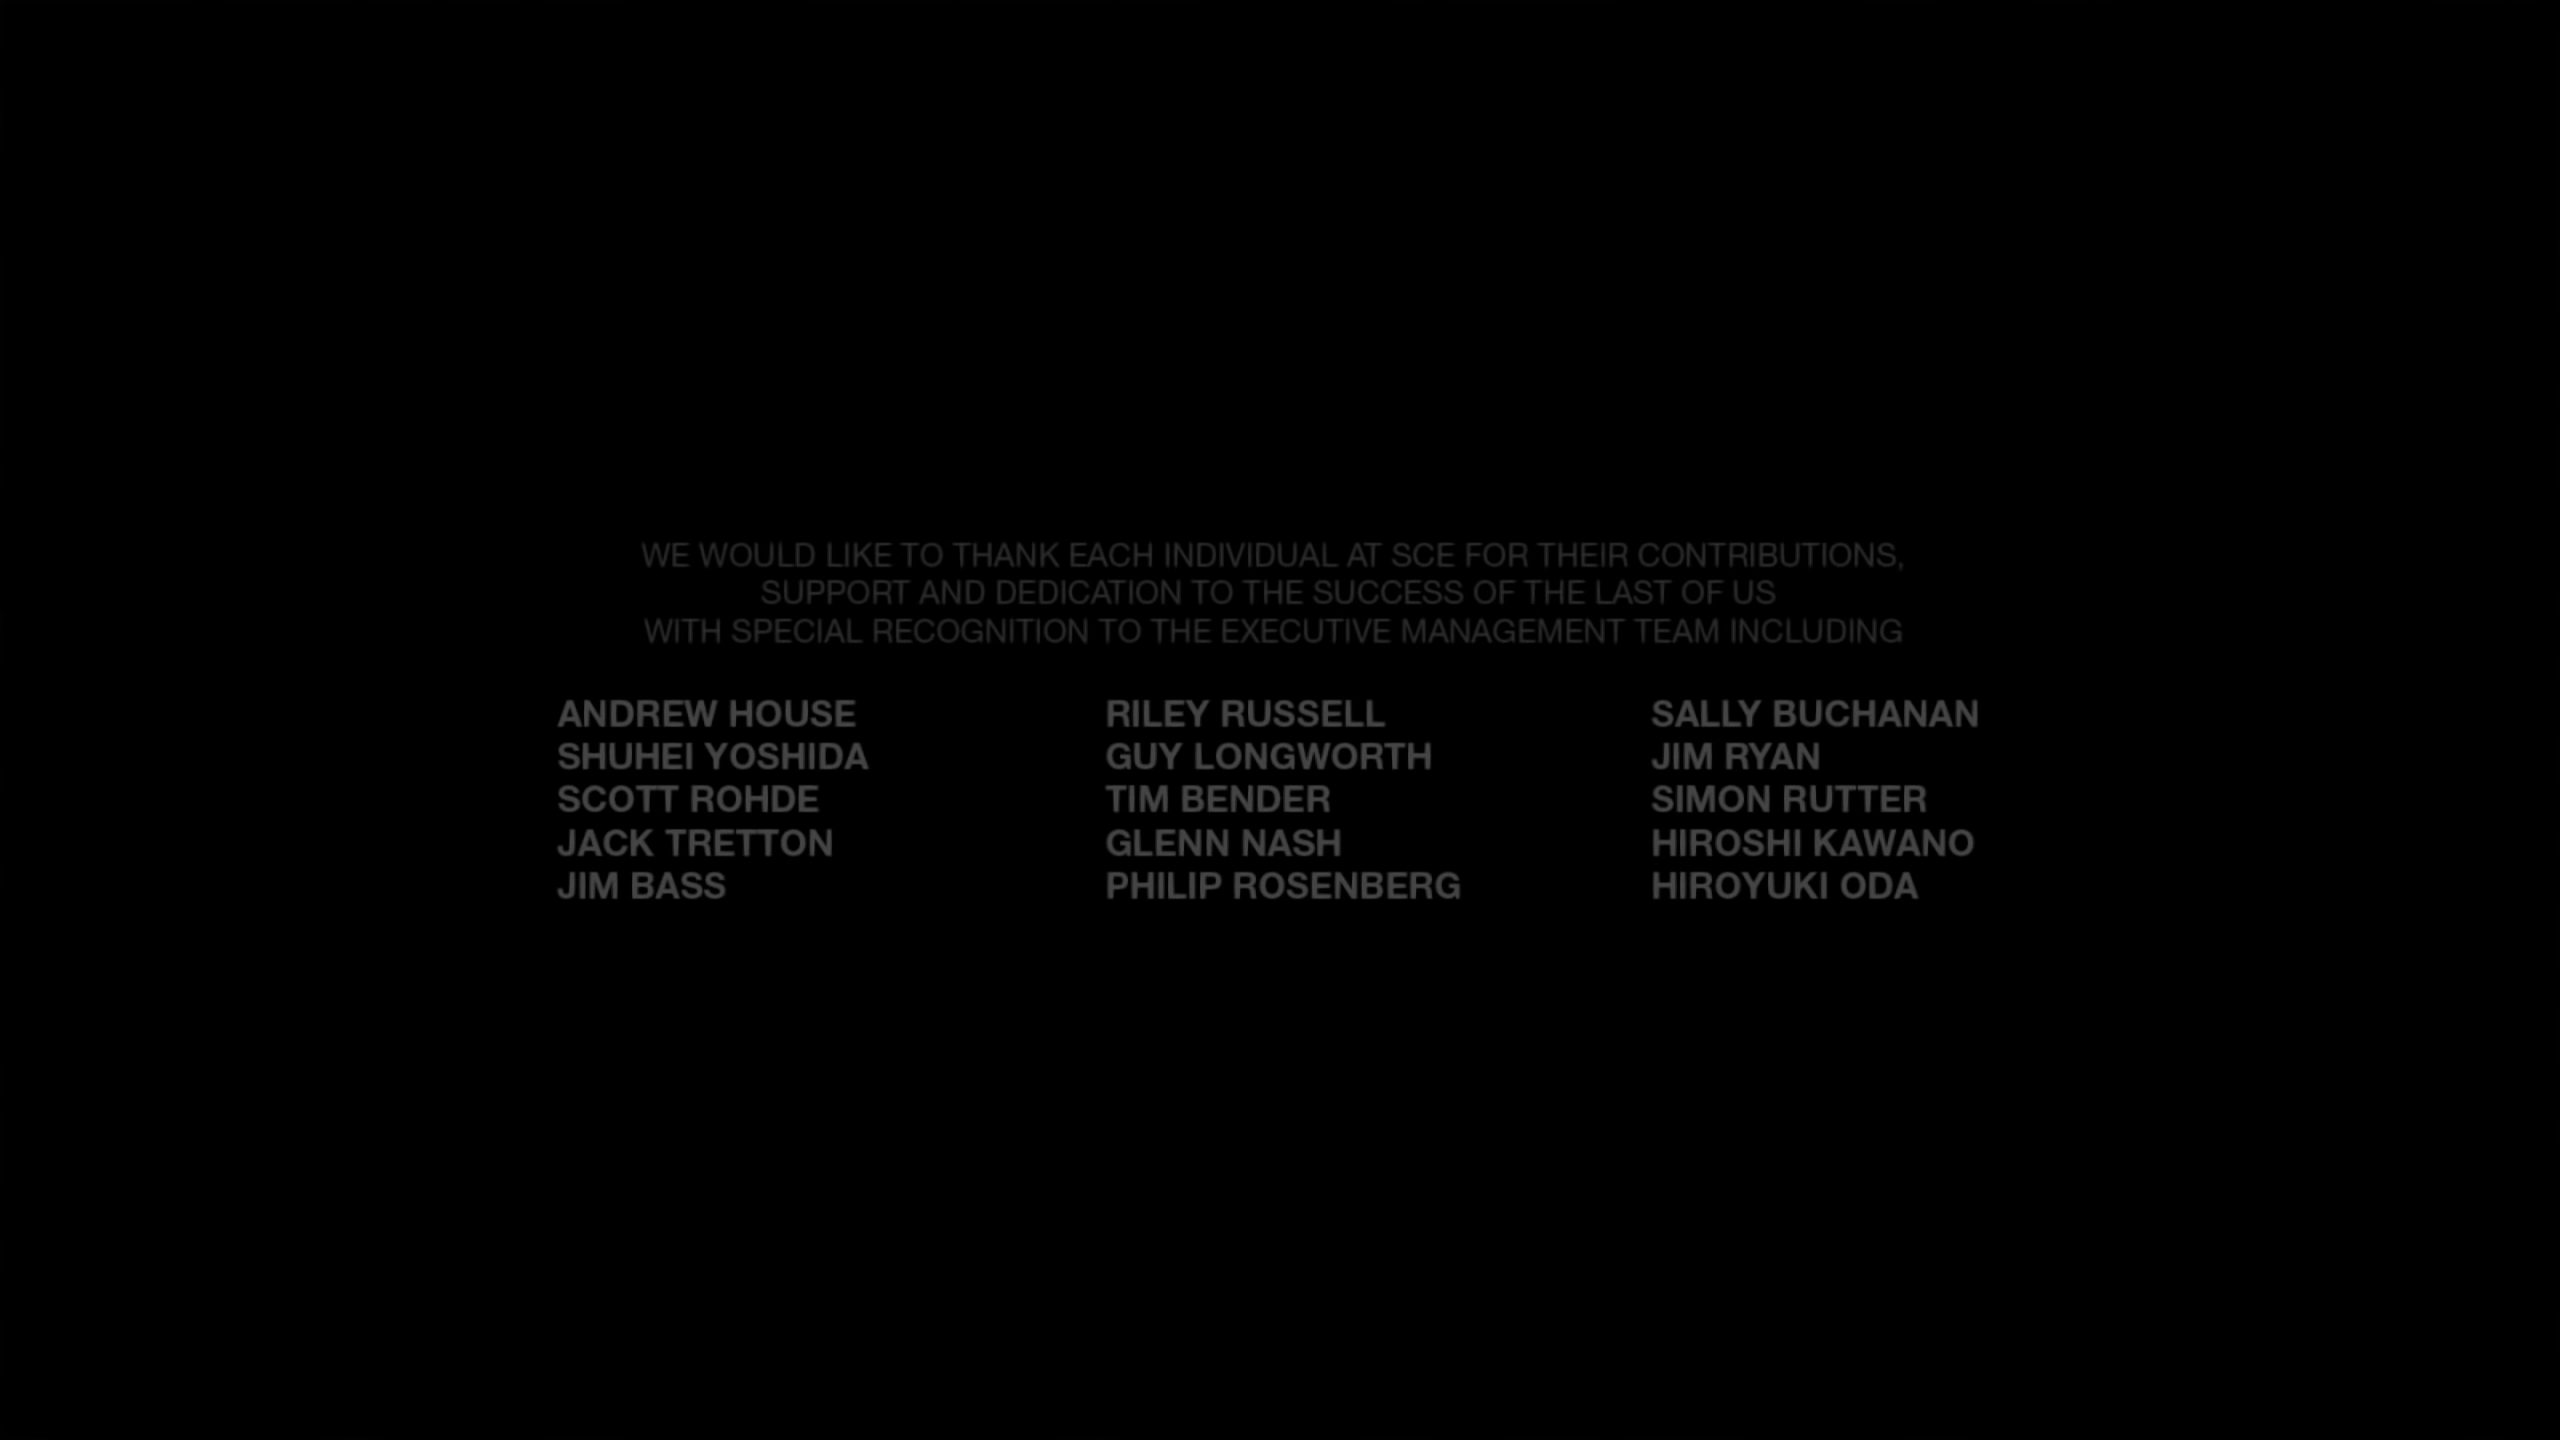 WE WOULD LIKE TO THANK EACH INDIVIDUAL AT SCE FOR THEIR CONTRIBUTIONS,
SUPPORT AND DEDICATION TO THE SUCCESS OF THE LAST OF US
WITH SPECIAL RECOGNITION TO THE EXECUTIVE MANAGEMENT TEAM INCLUDING
ANDREW HOUSE
SHUHEI YOSHIDA
SCOTT ROHDE
JACK TRETTON
JIM BASS
RILEY RUSSELL
GUY LONGWORTH
TIM BENDER
GLENN NASH
PHILIP ROSENBERG
SALLY BUCHANAN
JIM RYAN
SIMON RUTTER
HIROSHI KAWANO
HIROYUKI ODA